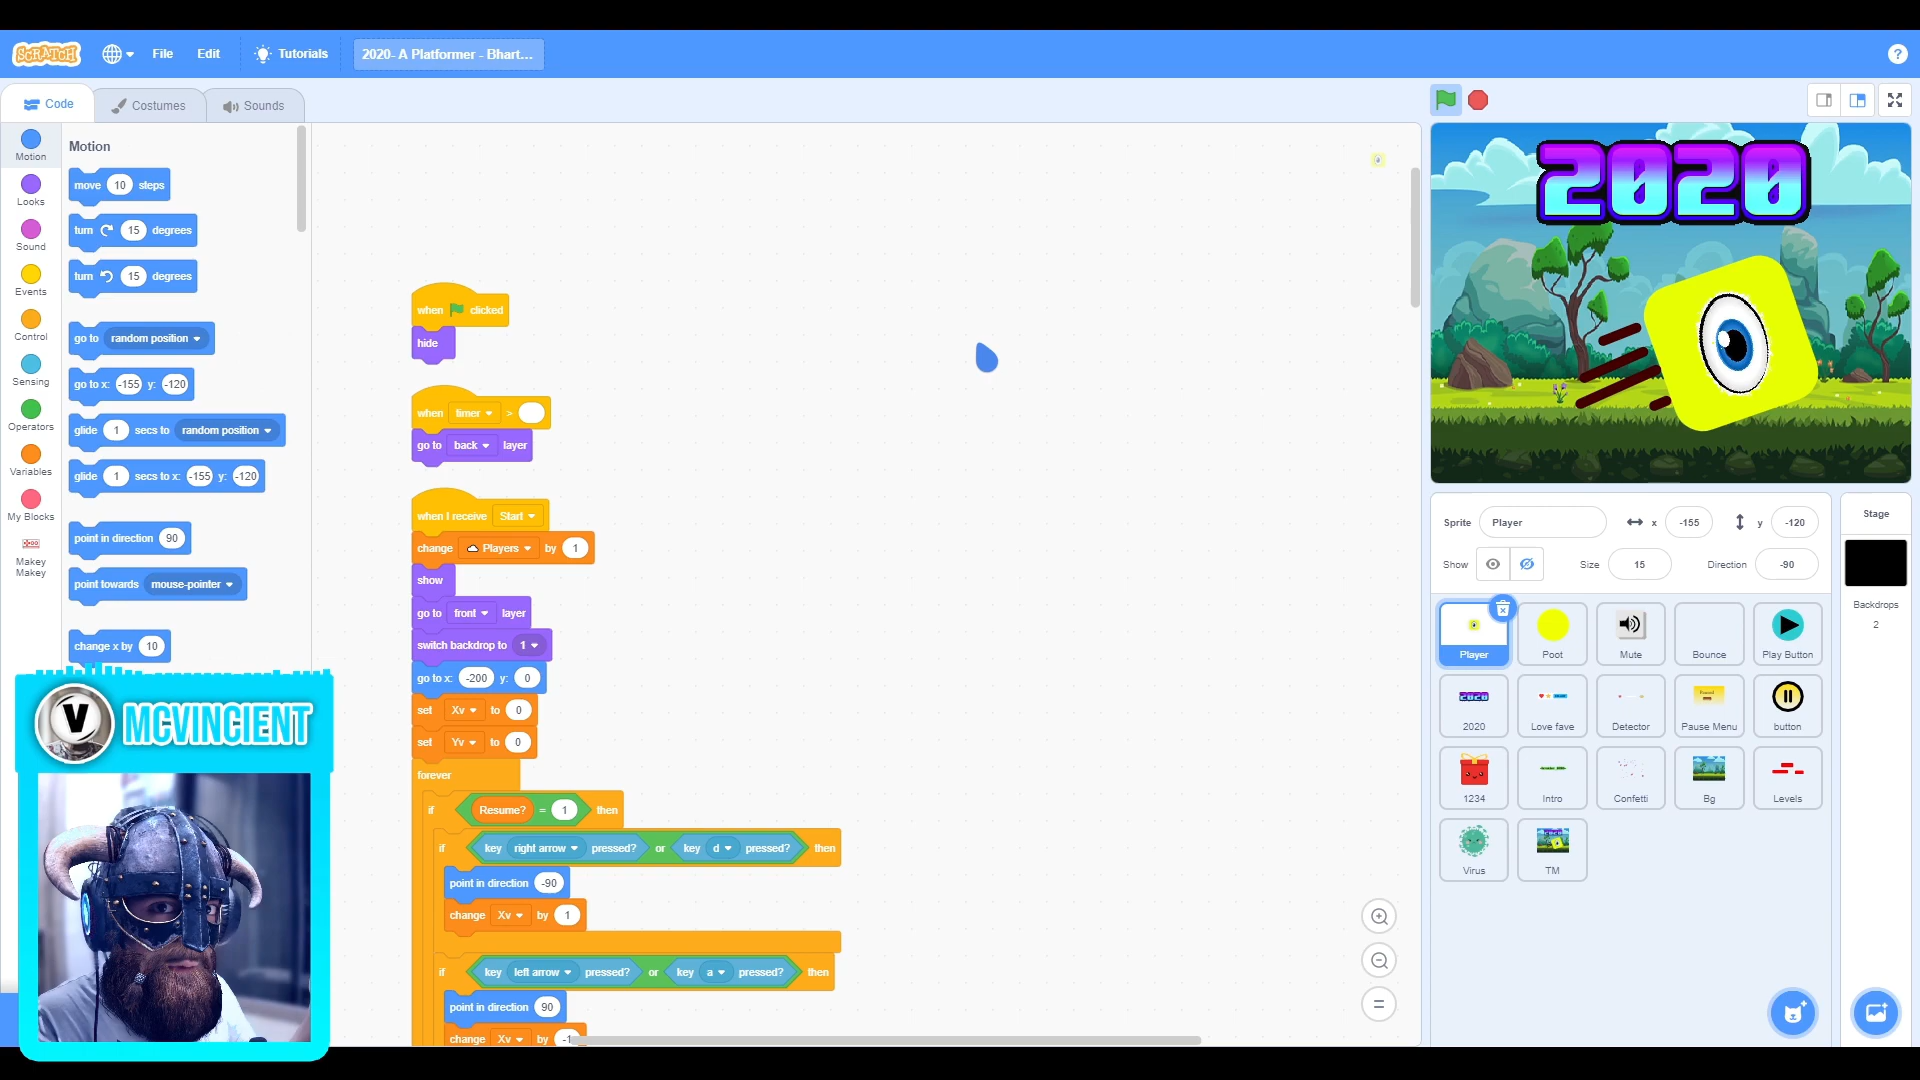 SCRATCH File Edit Tutorials 2020- A Platformer - Bhart...
Code Costumes Sounds
Motion
Looks
Sound
Events
Control
Sensing
Operators
Variables
My Blocks
Makey
Makey
Motion
move 10 steps
turn 15 degrees
turn 15 degrees
go to random position
go to x: -155 y: -120
glide 1 secs to random position
glide 1 secs to x: -155 y: -120
point in direction 90
point towards mouse-pointer
change x by 10
V MCVINCIENT
when clicked
hide
when timer >
go to back layer
when I receive Start
change Players by 1
show
go to front layer
switch backdrop to 1
go to x: -200 y: 0
set Xv to 0
set Yv to 0
forever
if Resume? = 1 then
if key right arrow pressed? or key d pressed? then
point in direction -90
change Xv by 1
if key left arrow pressed? or key a pressed? then
point in direction 90
change Xv by -1
2020
Sprite Player x -155 y -120
Show Size 15 Direction -90
Player Poot Mute Bounce Play Button
2020 Love fave Detector Pause Menu button
1234 Intro Confetti Bg Levels
Virus TM
Stage
Backdrops
2